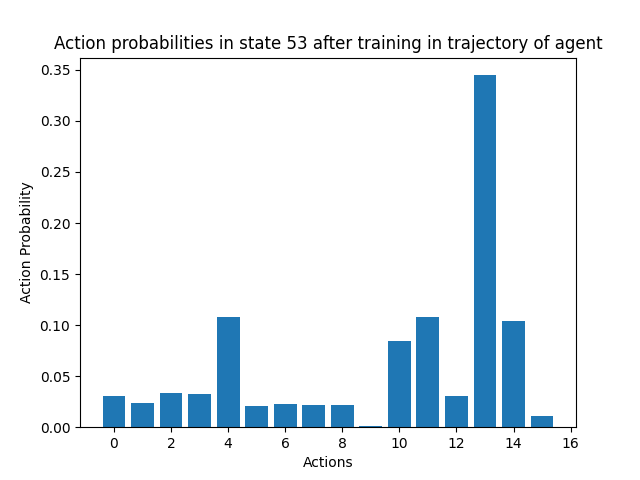 Action probabilities in state 53 after training in trajectory of agent
0.35
0.30
0.25
0.20
0.15
0.10
0.05
0.00
Action Probability
0 2 4 6 8 10 12 14 16
Actions